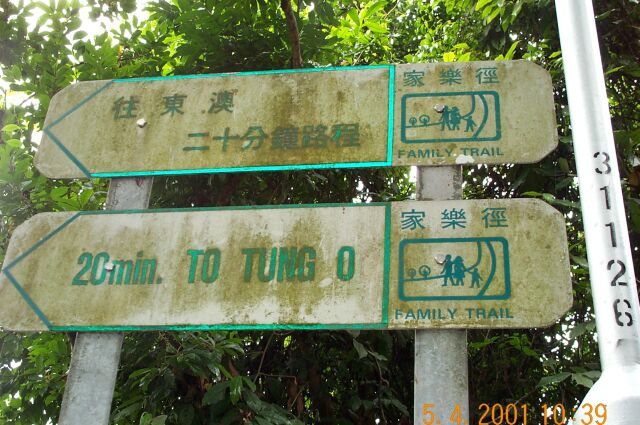 往東澳
二十分鐘路程
家樂徑
FAMILY TRAIL
20min. TO TUNG O
家樂徑
FAMILY TRAIL
31126
5. 4. 2001 10:39